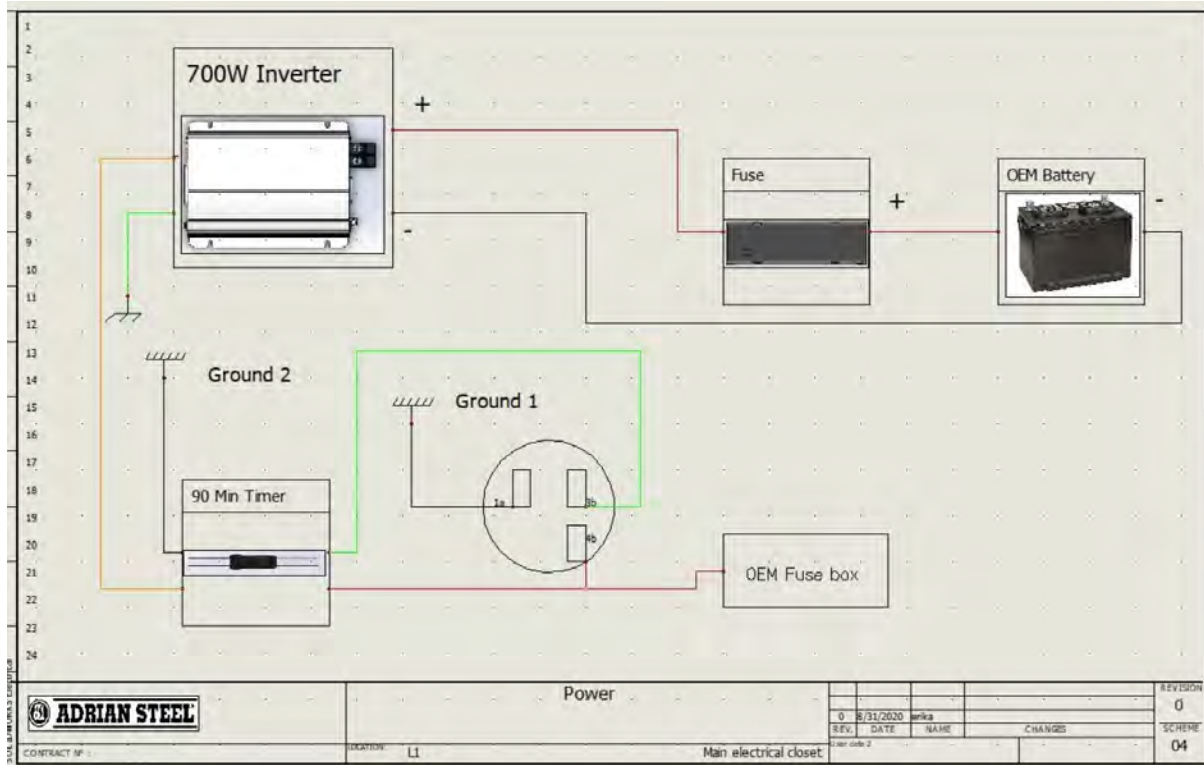 1
2
3
4
5
6
7
8
9
10
11
12
13
14
15
16
17
18
19
20
21
22
23
24
700W Inverter
+
-
Fuse
+
OEM Battery
-
Ground 2
Ground 1
90 Min Timer
1a
3b
4b
OEM Fuse box
ADRIAN STEEL
CONTRACT N° :
Power
LOCATION:
L1
Main electrical closet
0 8/31/2020 erika
REV. DATE NAME CHANGES
REVISION
0
SCHEME
04